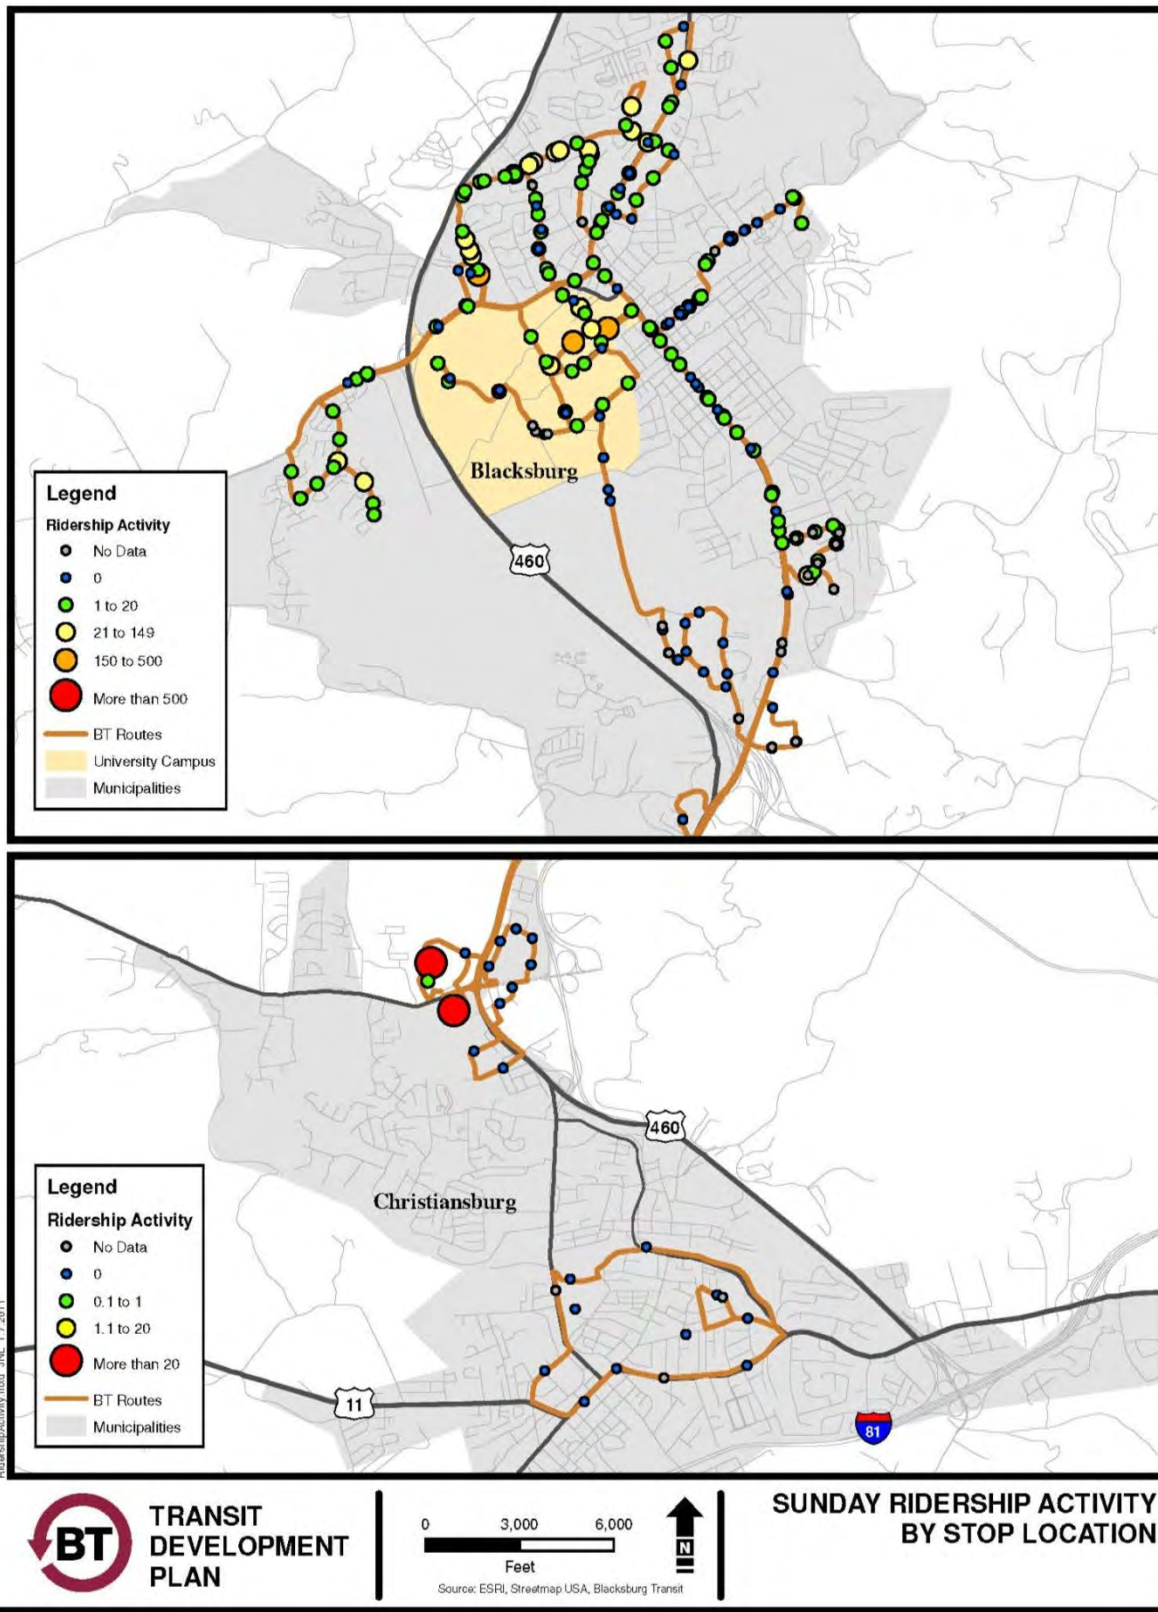 Blacksburg
460
Legend
Ridership Activity
No Data
0
1 to 20
21 to 149
150 to 500
More than 500
BT Routes
University Campus
Municipalities
460
Christiansburg
Legend
Ridership Activity
No Data
0
0.1 to 1
1.1 to 20
More than 20
BT Routes
Municipalities
11
81
BT
TRANSIT
DEVELOPMENT
PLAN
0 3,000 6,000
Feet
Source: ESRI, Streetmap USA, Blacksburg Transit
N
SUNDAY RIDERSHIP ACTIVITY
BY STOP LOCATION